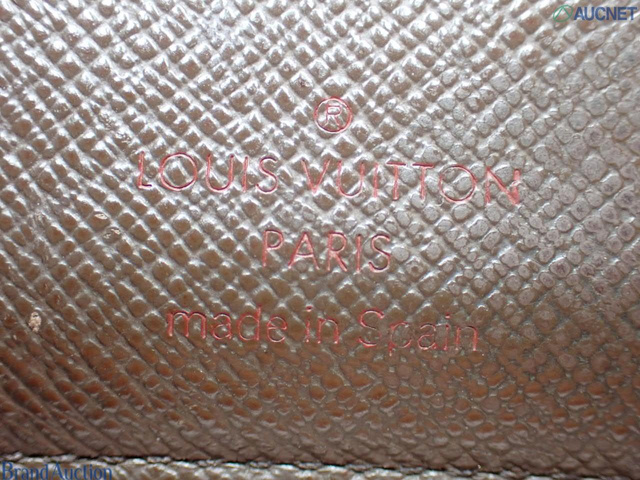 AUCNET
®
LOUIS VUITTON
PARIS
made in Spain
Brand Auction